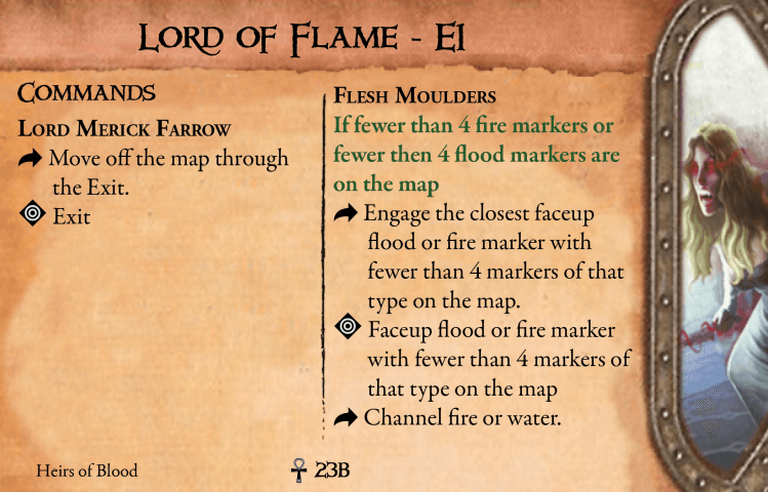 Lord of Flame - E1
Commands
Lord Merick Farrow
Move off the map through
the Exit.
Exit
Flesh Moulders
If fewer than 4 fire markers or
fewer then 4 flood markers are
on the map
Engage the closest faceup
flood or fire marker with
fewer than 4 markers of that
type on the map.
Faceup flood or fire marker
with fewer than 4 markers of
that type on the map
Channel fire or water.
Heirs of Blood
23B